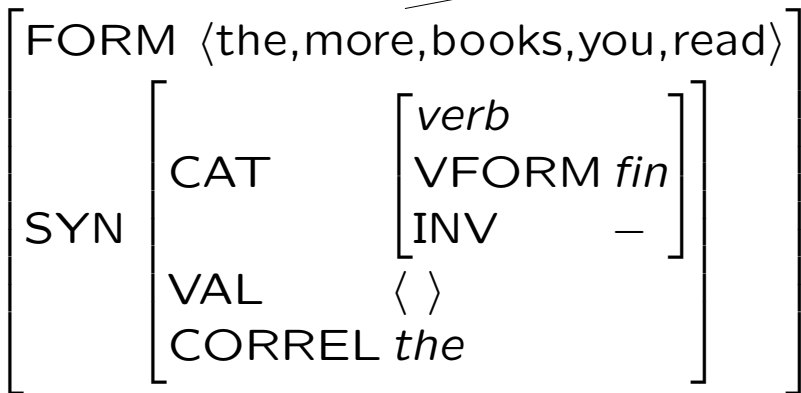 FORM ⟨the,more,books,you,read⟩
verb
CAT VFORM fin
SYN INV –
VAL ⟨ ⟩
CORREL the